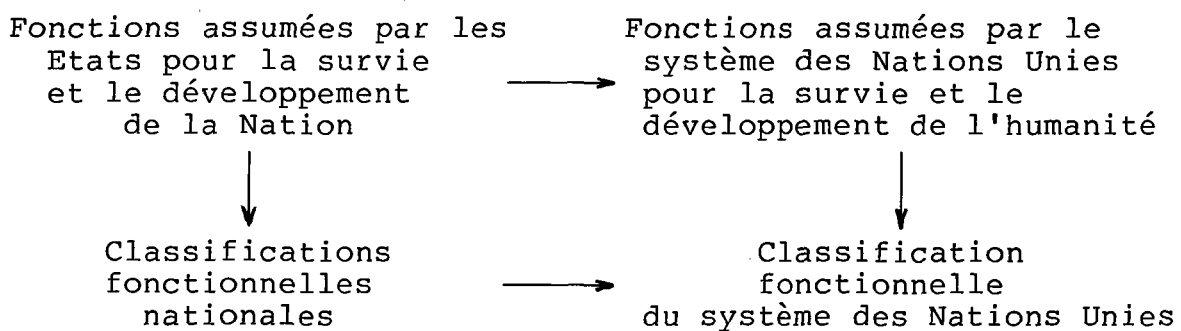 Fonctions assumées par les
Etats pour la survie
et le développement
de la Nation
Fonctions assumées par le
système des Nations Unies
pour la survie et le
développement de l'humanité
Classifications
fonctionnelles
nationales
Classification
fonctionnelle
du système des Nations Unies